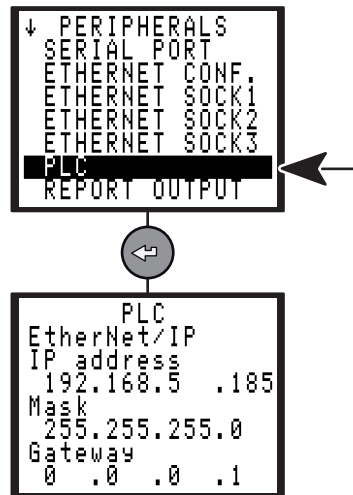 ↓ PERIPHERALS
SERIAL PORT
ETHERNET CONF.
ETHERNET SOCK1
ETHERNET SOCK2
ETHERNET SOCK3
PLC
REPORT OUTPUT
PLC
EtherNet/IP
IP address
192.168.5 .185
Mask
255.255.255.0
Gateway
0 .0 .0 .1